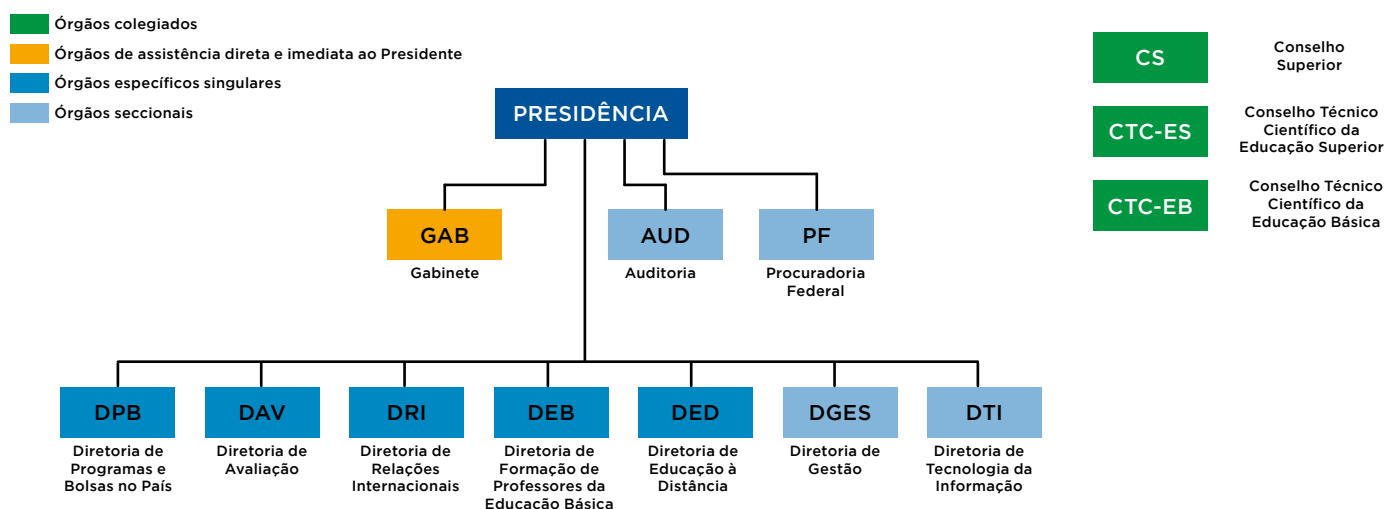 Órgãos colegiados
Órgãos de assistência direta e imediata ao Presidente
Órgãos específicos singulares
Órgãos seccionais
PRESIDÊNCIA
CS
Conselho
Superior
CTC-ES
Conselho Técnico
Científico da
Educação Superior
CTC-EB
Conselho Técnico
Científico da
Educação Básica
GAB
Gabinete
AUD
Auditoria
PF
Procuradoria
Federal
DPB
Diretoria de
Programas e
Bolsas no País
DAV
Diretoria de
Avaliação
DRI
Diretoria de
Relações
Internacionais
DEB
Diretoria de
Formação de
Professores da
Educação Básica
DED
Diretoria de
Educação à
Distância
DGES
Diretoria de
Gestão
DTI
Diretoria de
Tecnologia da
Informação